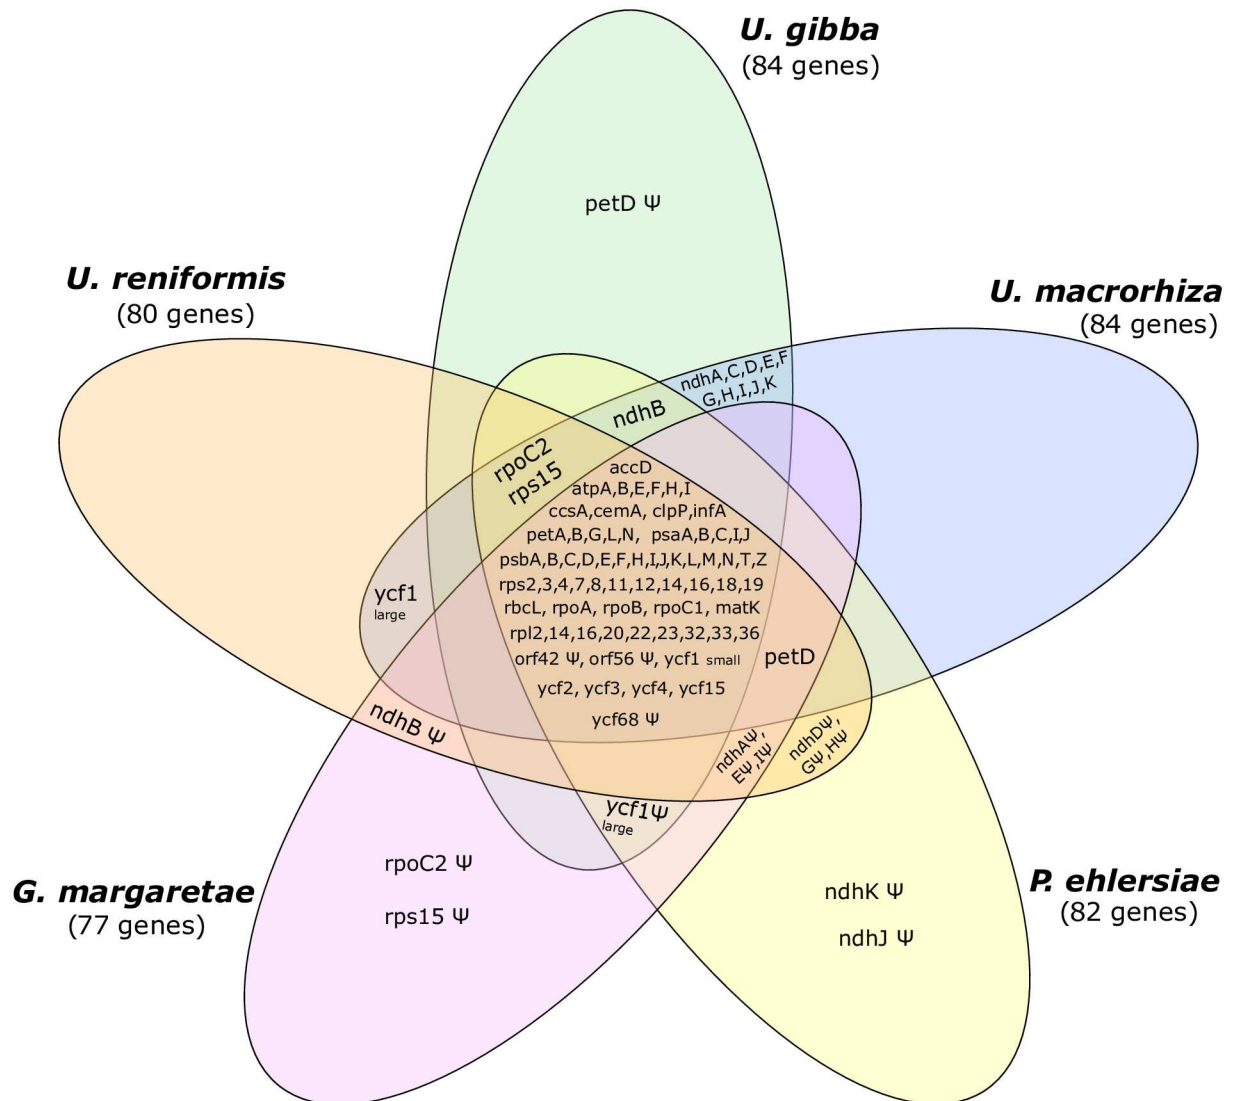 U. gibba
(84 genes)
petD Ψ
U. reniformis
(80 genes)
U. macrorhiza
(84 genes)
ndhA,C,D,E,F
G,H,I,J,K
ndhB
rpoC2
rps15
accD
atpA,B,E,F,H,I
ccsA,cemA, clpP,infA
petA,B,G,L,N, psaA,B,C,I,J
psbA,B,C,D,E,F,H,I,J,K,L,M,N,T,Z
rps2,3,4,7,8,11,12,14,16,18,19
rbcL, rpoA, rpoB, rpoC1, matK
rpl2,14,16,20,22,23,32,33,36
orf42 Ψ, orf56 Ψ, ycf1 small
ycf2, ycf3, ycf4, ycf15
ycf68 Ψ
ycf1
large
petD
ndhB Ψ
ndhAΨ,
EΨ,IΨ
ndhDΨ,
GΨ,HΨ
ycf1Ψ
large
G. margaretae
(77 genes)
rpoC2 Ψ
rps15 Ψ
P. ehlersiae
(82 genes)
ndhK Ψ
ndhJ Ψ